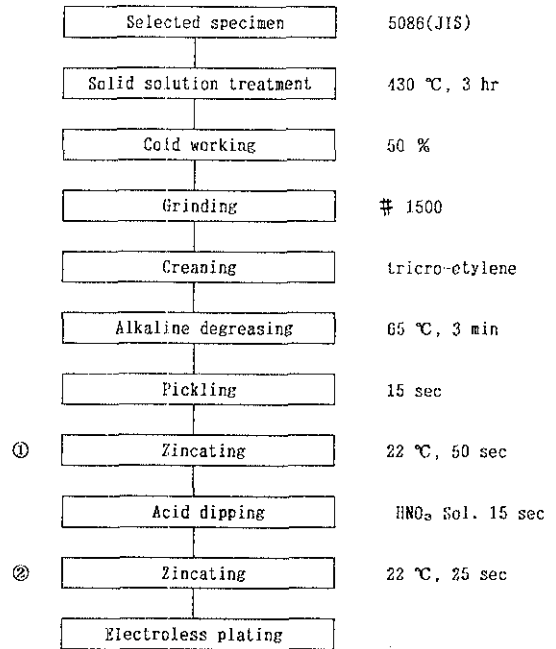 Selected specimen 5086(JIS)
Solid solution treatment 430 ℃, 3 hr
Cold working 50 %
Grinding # 1500
Creaning tricro-etylene
Alkaline degreasing 65 ℃, 3 min
Pickling 15 sec
① Zincating 22 ℃, 50 sec
Acid dipping HNO₃ Sol. 15 sec
② Zincating 22 ℃, 25 sec
Electroless plating